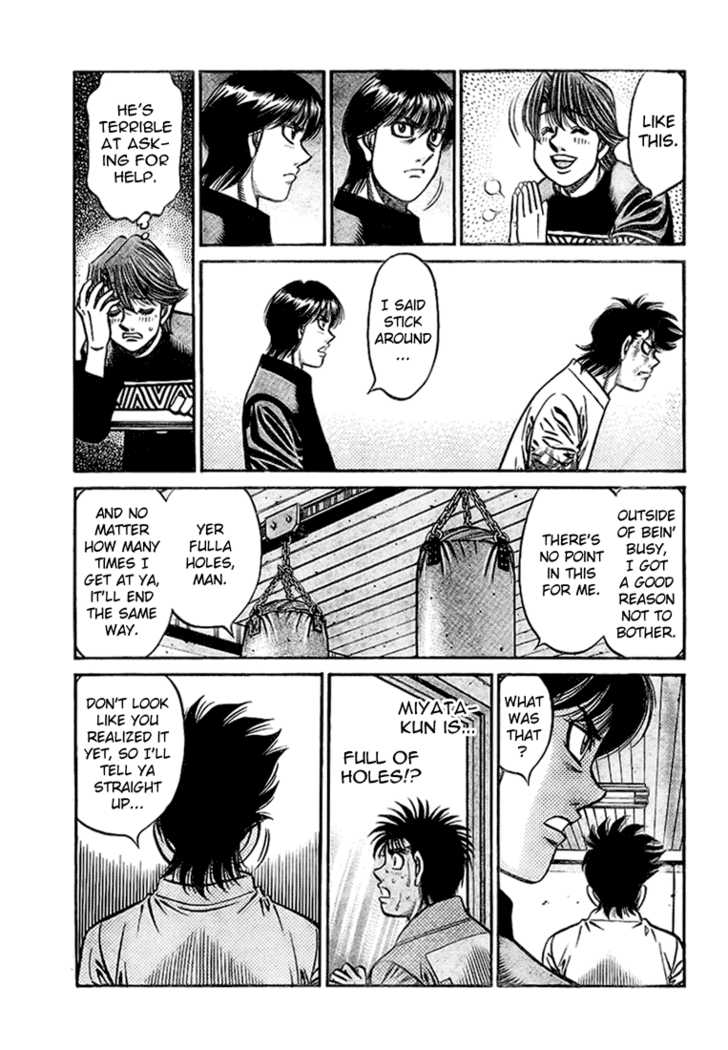 LIKE
THIS.
HE'S
TERRIBLE
AT ASK-
ING FOR
HELP.
I SAID
STICK
AROUND
...
OUTSIDE
OF BEIN'
BUSY,
I GOT
A GOOD
REASON
NOT TO
BOTHER.
THERE'S
NO POINT
IN THIS
FOR ME.
YER
FULLA
HOLES,
MAN.
AND NO
MATTER
HOW MANY
TIMES I
GET AT YA,
IT'LL END
THE SAME
WAY.
WHAT
WAS
THAT
?
MIYATA-
KUN IS...
FULL OF
HOLES!?
DON'T LOOK
LIKE YOU
REALIZED IT
YET, SO I'LL
TELL YA
STRAIGHT
UP...